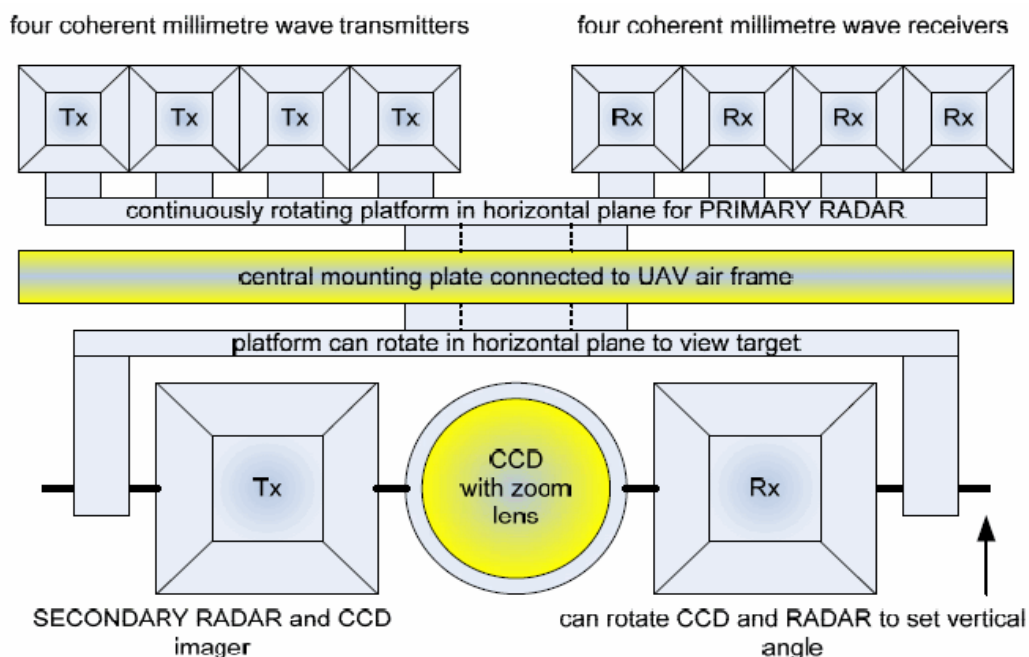 four coherent millimetre wave transmitters
four coherent millimetre wave receivers
Tx Tx Tx Tx
Rx Rx Rx Rx
continuously rotating platform in horizontal plane for PRIMARY RADAR
central mounting plate connected to UAV air frame
platform can rotate in horizontal plane to view target
Tx
CCD
with zoom
lens
Rx
SECONDARY RADAR and CCD
imager
can rotate CCD and RADAR to set vertical
angle